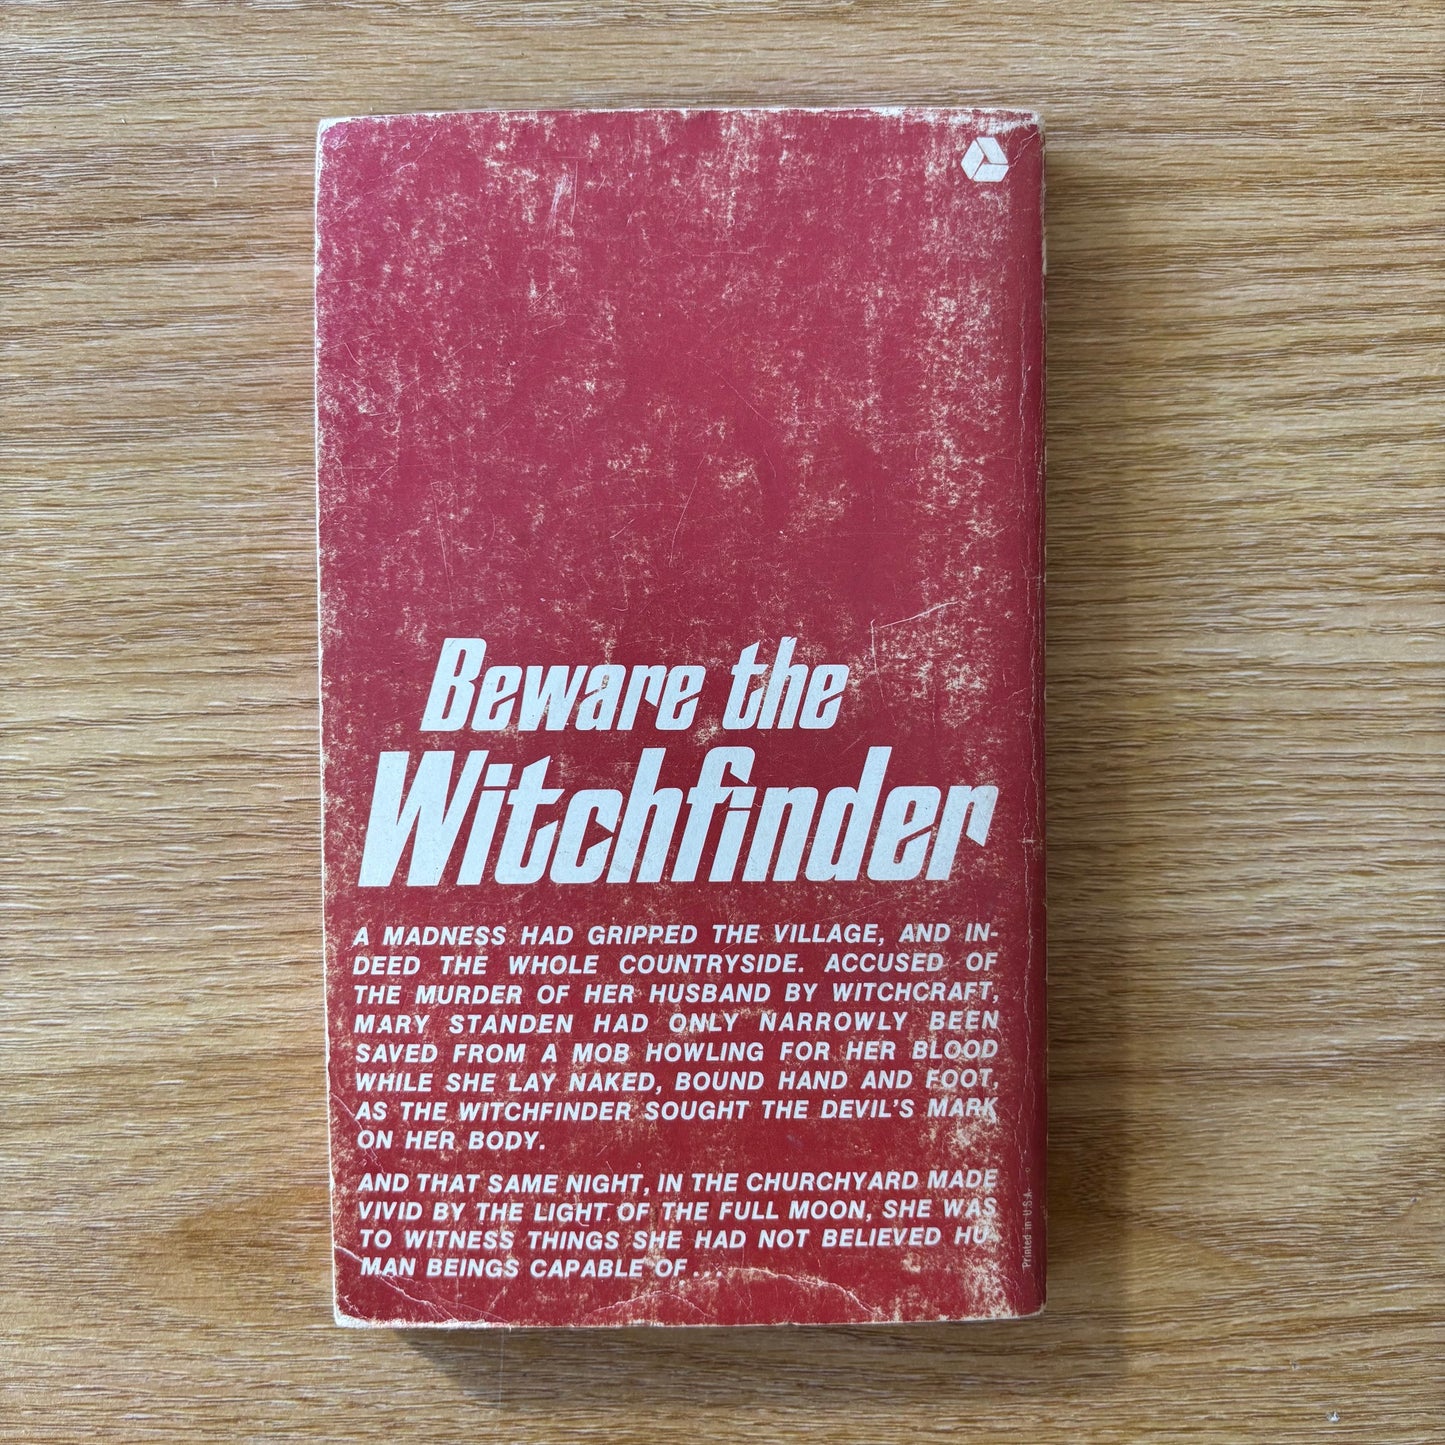 Beware the
Witchfinder
A MADNESS HAD GRIPPED THE VILLAGE, AND IN-
DEED THE WHOLE COUNTRYSIDE. ACCUSED OF
THE MURDER OF HER HUSBAND BY WITCHCRAFT,
MARY STANDEN HAD ONLY NARROWLY BEEN
SAVED FROM A MOB HOWLING FOR HER BLOOD
WHILE SHE LAY NAKED, BOUND HAND AND FOOT,
AS THE WITCHFINDER SOUGHT THE DEVIL'S MARK
ON HER BODY.
AND THAT SAME NIGHT, IN THE CHURCHYARD MADE
VIVID BY THE LIGHT OF THE FULL MOON, SHE WAS
TO WITNESS THINGS SHE HAD NOT BELIEVED HU-
MAN BEINGS CAPABLE OF...
Printed in U.S.A.